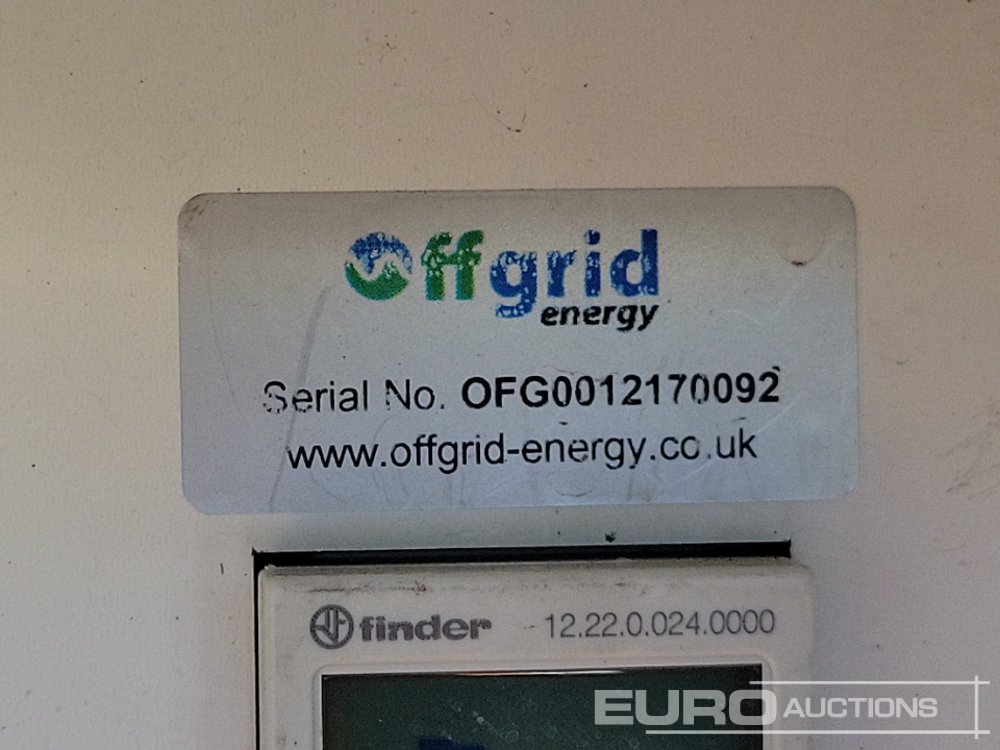 Offgrid
energy
Serial No. OFG0012170092
www.offgrid-energy.co.uk
finder 12.22.0.024.0000
EURO AUCTIONS